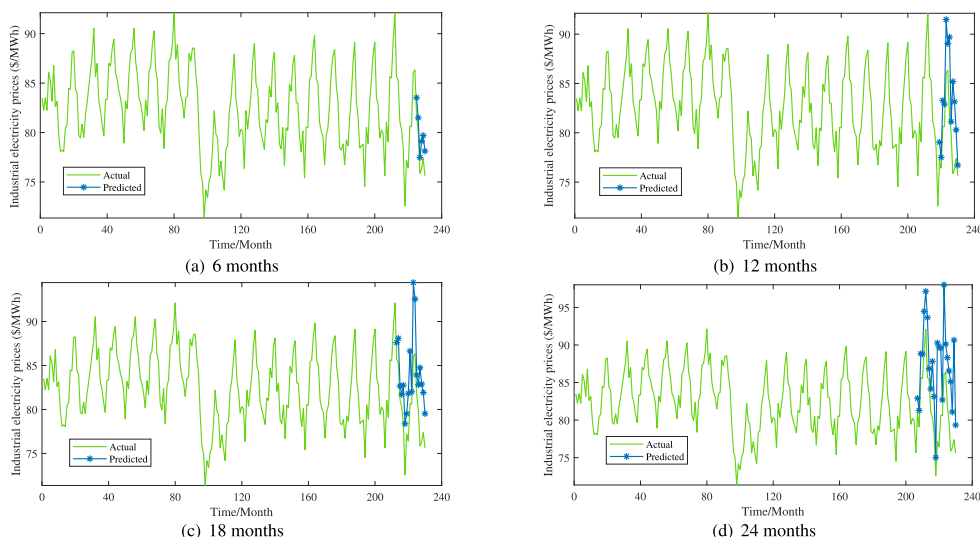 90
85
80
75
Industrial electricity prices ($/MWh)
Actual
Predicted
0 40 80 120 160 200 240
Time/Month
(a) 6 months
90
85
80
75
Industrial electricity prices ($/MWh)
Actual
Predicted
0 40 80 120 160 200 240
Time/Month
(b) 12 months
90
85
80
75
Industrial electricity prices ($/MWh)
Actual
Predicted
0 40 80 120 160 200 240
Time/Month
(c) 18 months
95
90
85
80
75
Industrial electricity prices ($/MWh)
Actual
Predicted
0 40 80 120 160 200 240
Time/Month
(d) 24 months